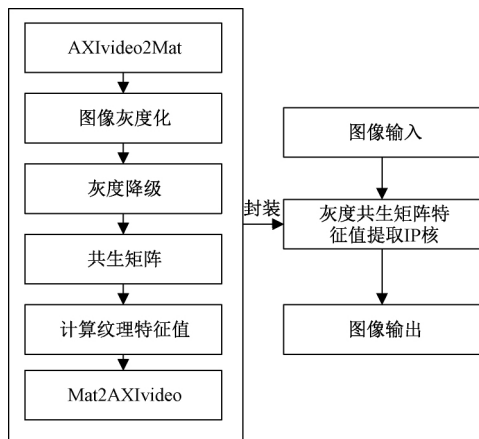 AXIvideo2Mat
图像灰度化
灰度降级
共生矩阵
计算纹理特征值
Mat2AXIvideo
封装
图像输入
灰度共生矩阵特
征值提取IP核
图像输出